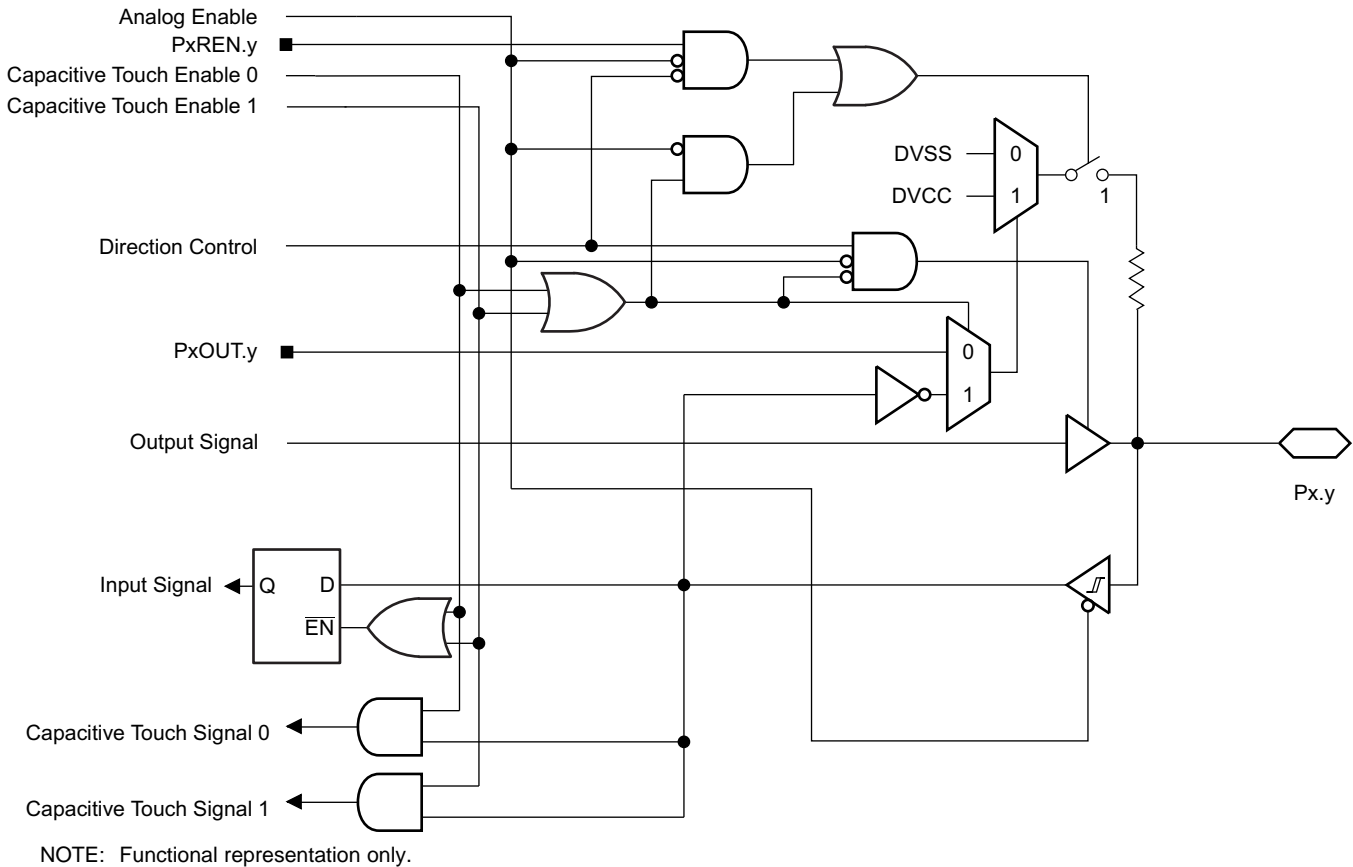 Analog Enable
PxREN.y
Capacitive Touch Enable 0
Capacitive Touch Enable 1
DVSS
0
DVCC
1
1
Direction Control
PxOUT.y
0
1
Output Signal
Px.y
Input Signal
Q
D
EN
Capacitive Touch Signal 0
Capacitive Touch Signal 1
NOTE: Functional representation only.